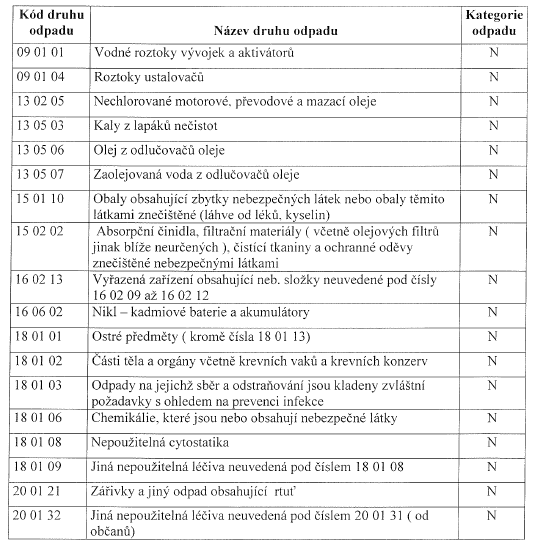 Kód druhu odpadu Název druhu odpadu Kategorie odpadu
09 01 01 Vodné roztoky vývojek a aktivátorů N
09 01 04 Roztoky ustalovačů N
13 02 05 Nechlorované motorové, převodové a mazací oleje N
13 05 03 Kaly z lapáků nečistot N
13 05 06 Olej z odlučovačů oleje N
13 05 07 Zaolejovaná voda z odlučovačů oleje N
15 01 10 Obaly obsahující zbytky nebezpečných látek nebo obaly těmito N
látkami znečištěné (láhve od léků, kyselin)
15 02 02 Absorpční činidla, filtrační materiály ( včetně olejových filtrů N
jinak blíže neurčených ), čistící tkaniny a ochranné oděvy
znečištěné nebezpečnými látkami
16 02 13 Vyřazená zařízení obsahující neb. složky neuvedené pod čísly N
16 02 09 až 16 02 12
16 06 02 Nikl – kadmiové baterie a akumulátory N
18 01 01 Ostré předměty ( kromě čísla 18 01 13) N
18 01 02 Části těla a orgány včetně krevních vaků a krevních konzerv N
18 01 03 Odpady na jejichž sběr a odstraňování jsou kladeny zvláštní N
požadavky s ohledem na prevenci infekce
18 01 06 Chemikálie, které jsou nebo obsahují nebezpečné látky N
18 01 08 Nepoužitelná cytostatika N
18 01 09 Jiná nepoužitelná léčiva neuvedená pod číslem 18 01 08 N
20 01 21 Zářivky a jiný odpad obsahující rtuť N
20 01 32 Jiná nepoužitelná léčiva neuvedená pod číslem 20 01 31 ( od N
občanů)